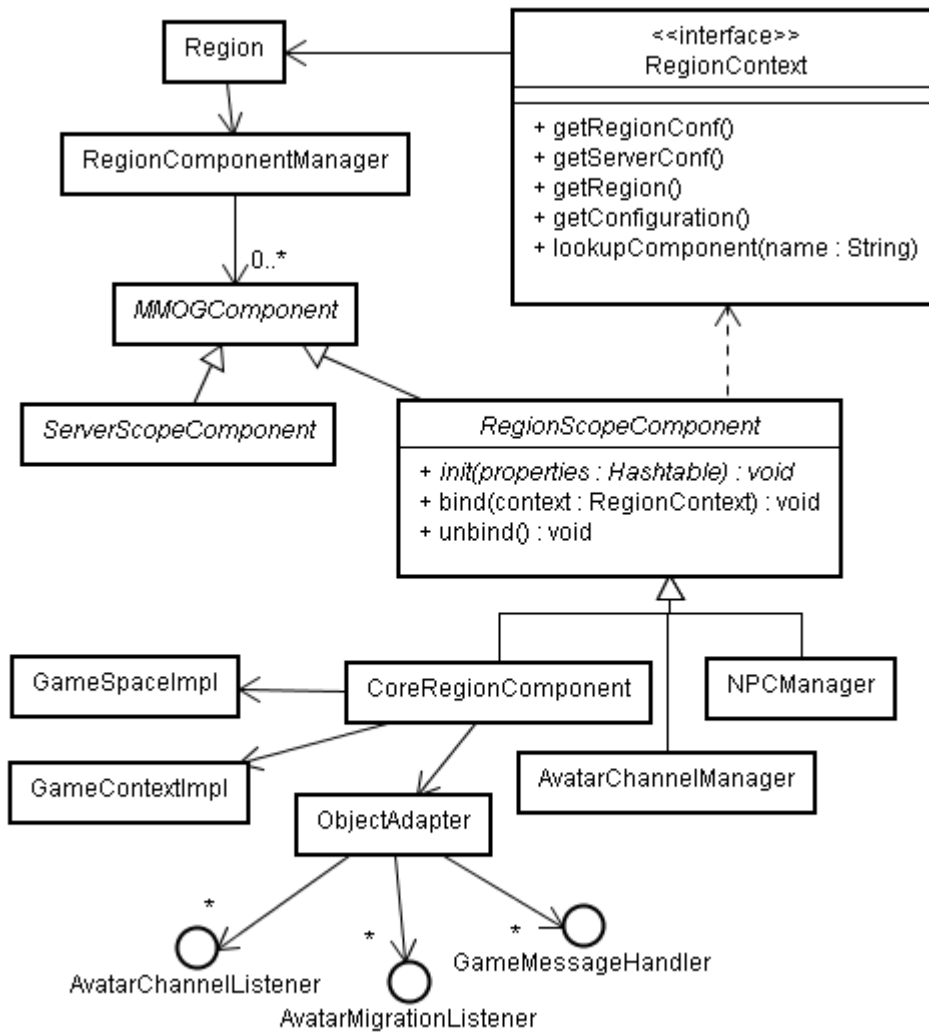 Region
<<interface>>
RegionContext
+ getRegionConf()
+ getServerConf()
+ getRegion()
+ getConfiguration()
+ lookupComponent(name : String)
RegionComponentManager
0..*
MMOGComponent
ServerScopeComponent
RegionScopeComponent
+ init(properties : Hashtable) : void
+ bind(context : RegionContext) : void
+ unbind() : void
GameSpaceImpl
CoreRegionComponent
NPCManager
GameContextImpl
AvatarChannelManager
ObjectAdapter
*
*
*
AvatarChannelListener
GameMessageHandler
AvatarMigrationListener